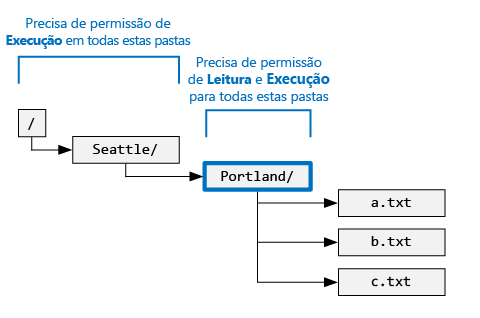 Precisa de permissão de
Execução em todas estas pastas
Precisa de permissão
de Leitura e Execução
para todas estas pastas
/
Seattle/
Portland/
a.txt
b.txt
c.txt